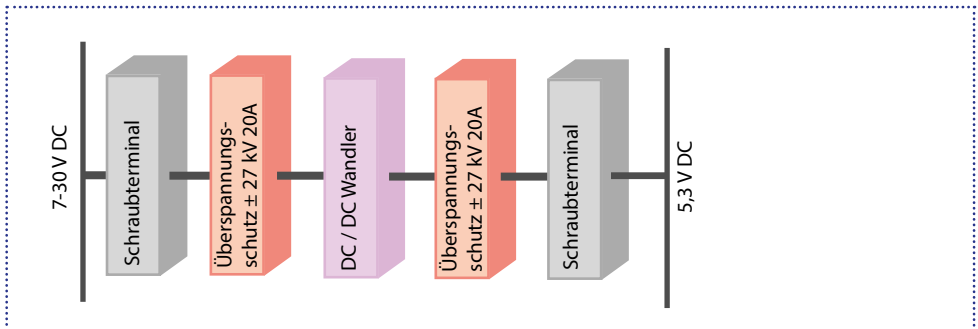 7-30 V DC
Schraubterminal
Überspannungs-
schutz ± 27 kV 20A
DC / DC Wandler
Überspannungs-
schutz ± 27 kV 20A
Schraubterminal
5,3 V DC